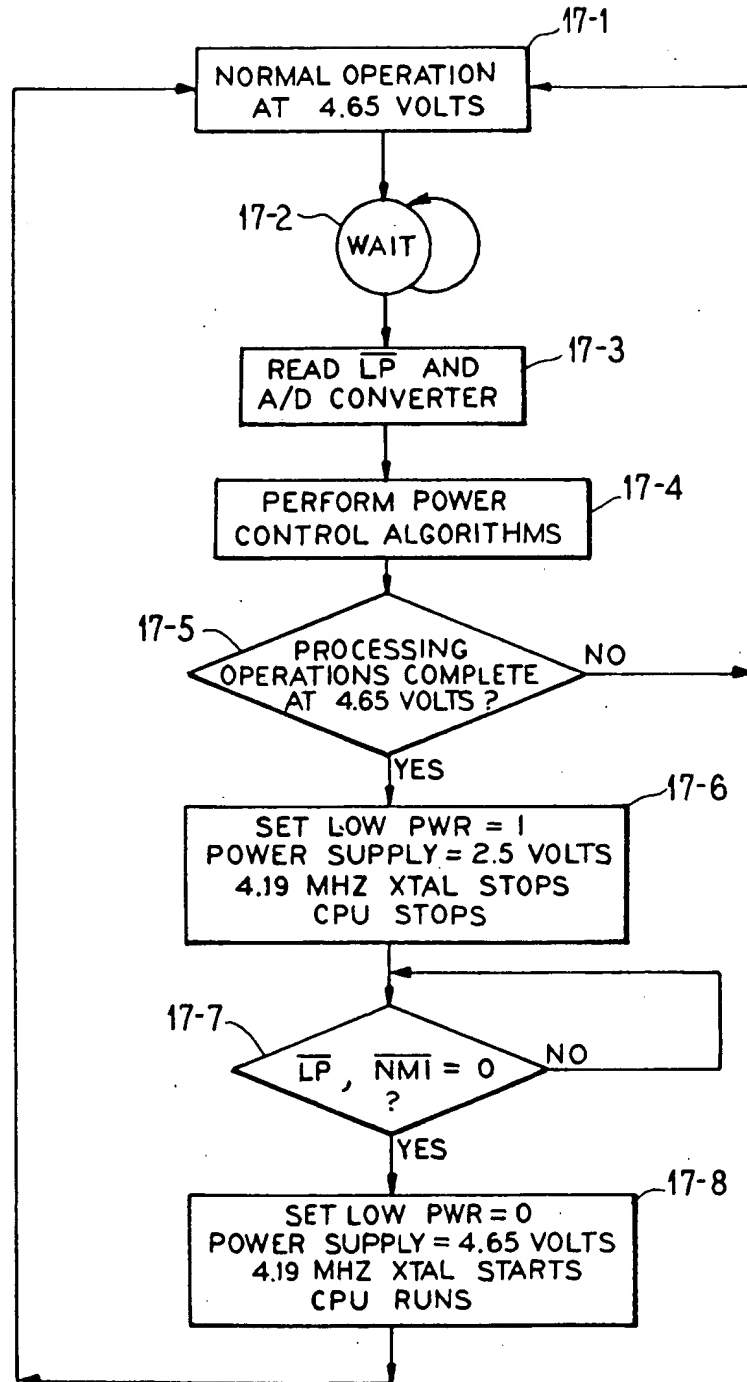 17-1
NORMAL OPERATION
AT 4.65 VOLTS
17-2
WAIT
17-3
READ L̅P̅ AND
A/D CONVERTER
17-4
PERFORM POWER
CONTROL ALGORITHMS
17-5
PROCESSING
OPERATIONS COMPLETE
AT 4.65 VOLTS ?
NO
YES
17-6
SET LOW PWR = 1
POWER SUPPLY = 2.5 VOLTS
4.19 MHZ XTAL STOPS
CPU STOPS
17-7
L̅P̅ , N̅M̅I̅ = 0
?
NO
YES
17-8
SET LOW PWR = 0
POWER SUPPLY = 4.65 VOLTS
4.19 MHZ XTAL STARTS
CPU RUNS